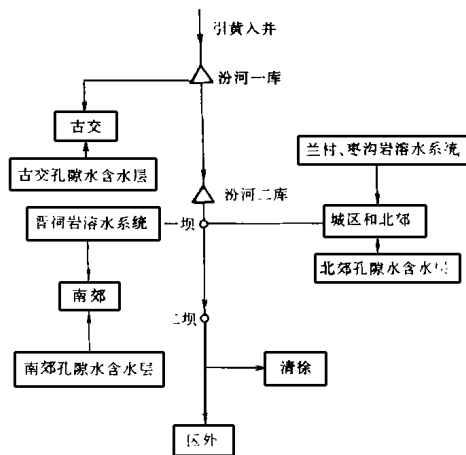 引黄入并
汾河一库
古交
古交孔隙水含水层
兰村、枣沟岩溶水系统
汾河二库
晋祠岩溶水系统
一坝
城区和北郊
北郊孔隙水含水层
南郊
二坝
南郊孔隙水含水层
清徐
区外